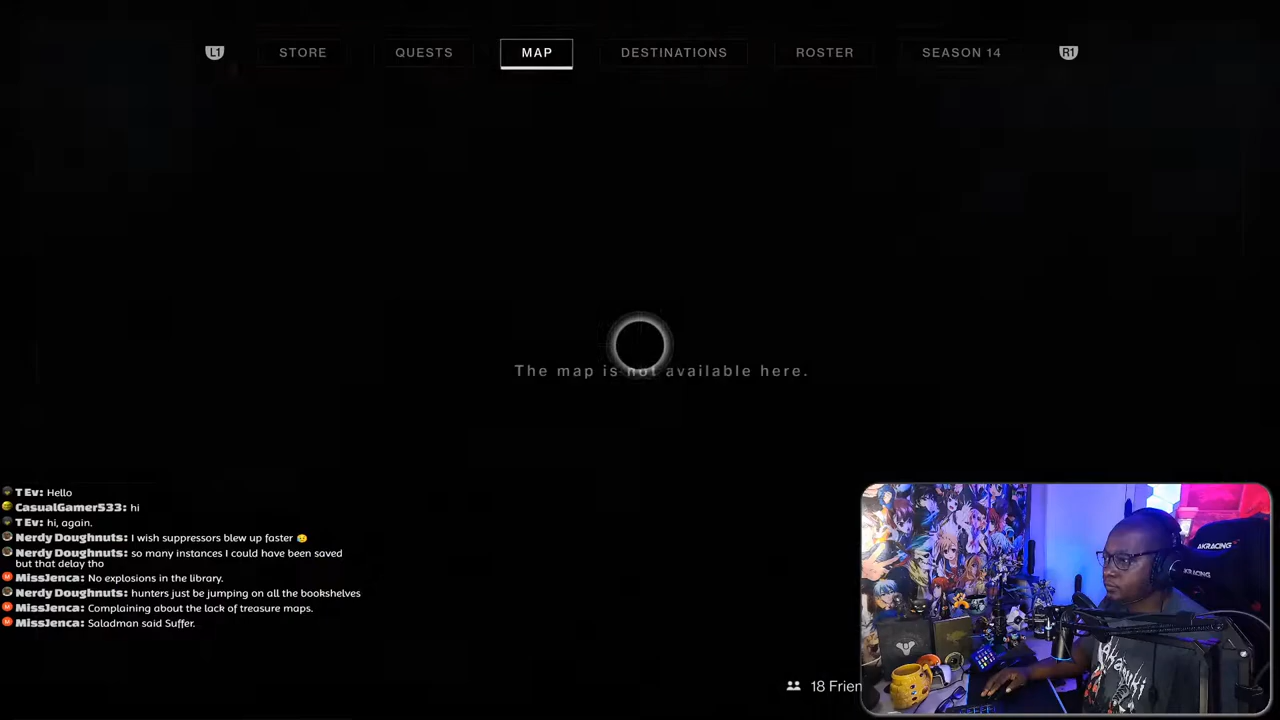 L1 STORE QUESTS MAP DESTINATIONS ROSTER SEASON 14 R1
The map is not available here.
T Ev: Hello
CasualGamer533: hi
T Ev: hi, again.
Nerdy Doughnuts: I wish suppressors blew up faster
Nerdy Doughnuts: so many instances I could have been saved
but that delay tho
MissJenca: No explosions in the library.
Nerdy Doughnuts: hunters just be jumping on all the bookshelves
MissJenca: Complaining about the lack of treasure maps.
MissJenca: Saladman said Suffer.
18 Frien
AKRACING
AKRACING